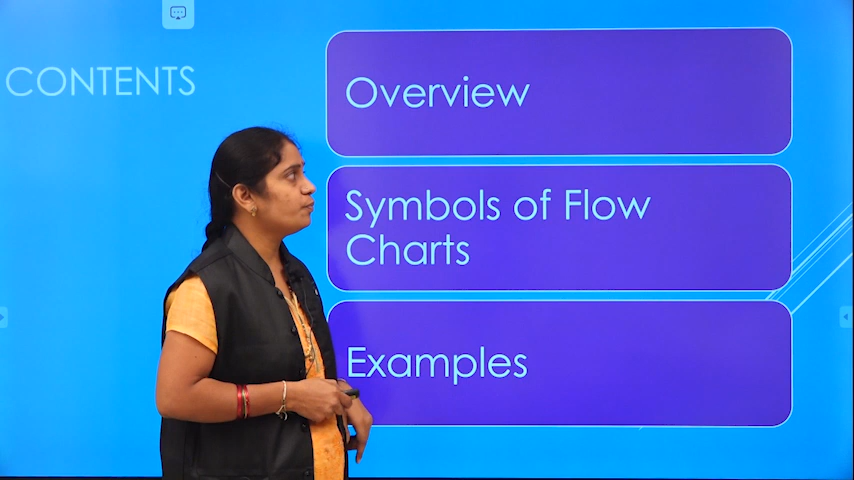 CONTENTS
Overview
Symbols of Flow
Charts
Examples